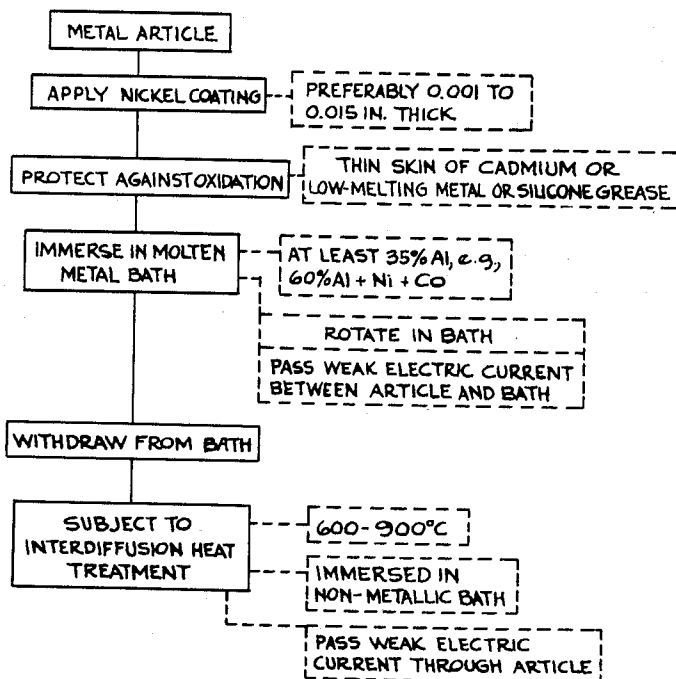 METAL ARTICLE
APPLY NICKEL COATING
PREFERABLY 0.001 TO
0.015 IN. THICK
PROTECT AGAINST OXIDATION
THIN SKIN OF CADMIUM OR
LOW-MELTING METAL OR SILICONE GREASE
IMMERSE IN MOLTEN
METAL BATH
AT LEAST 35% Al, e.g.,
60% Al + Ni + Co
ROTATE IN BATH
PASS WEAK ELECTRIC CURRENT
BETWEEN ARTICLE AND BATH
WITHDRAW FROM BATH
SUBJECT TO
INTERDIFFUSION HEAT
TREATMENT
600-900°C
IMMERSED IN
NON-METALLIC BATH
PASS WEAK ELECTRIC
CURRENT THROUGH ARTICLE